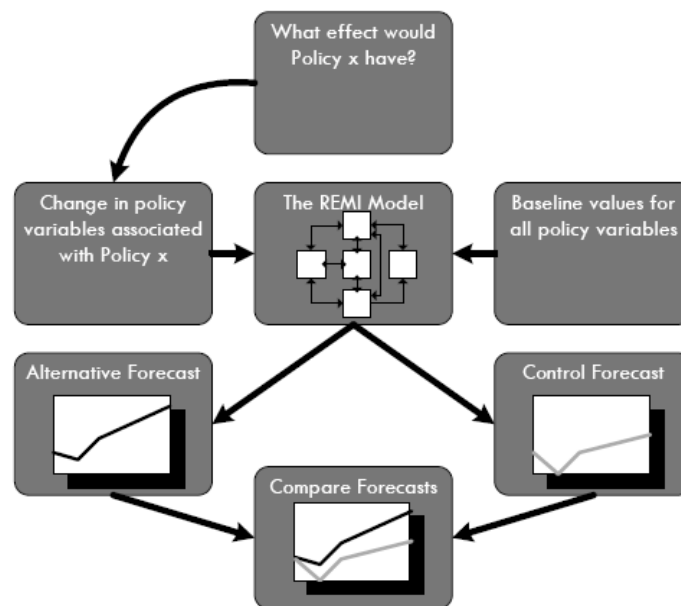 What effect would
Policy x have?
Change in policy
variables associated
with Policy x
The REMI Model
Baseline values for
all policy variables
Alternative Forecast
Control Forecast
Compare Forecasts